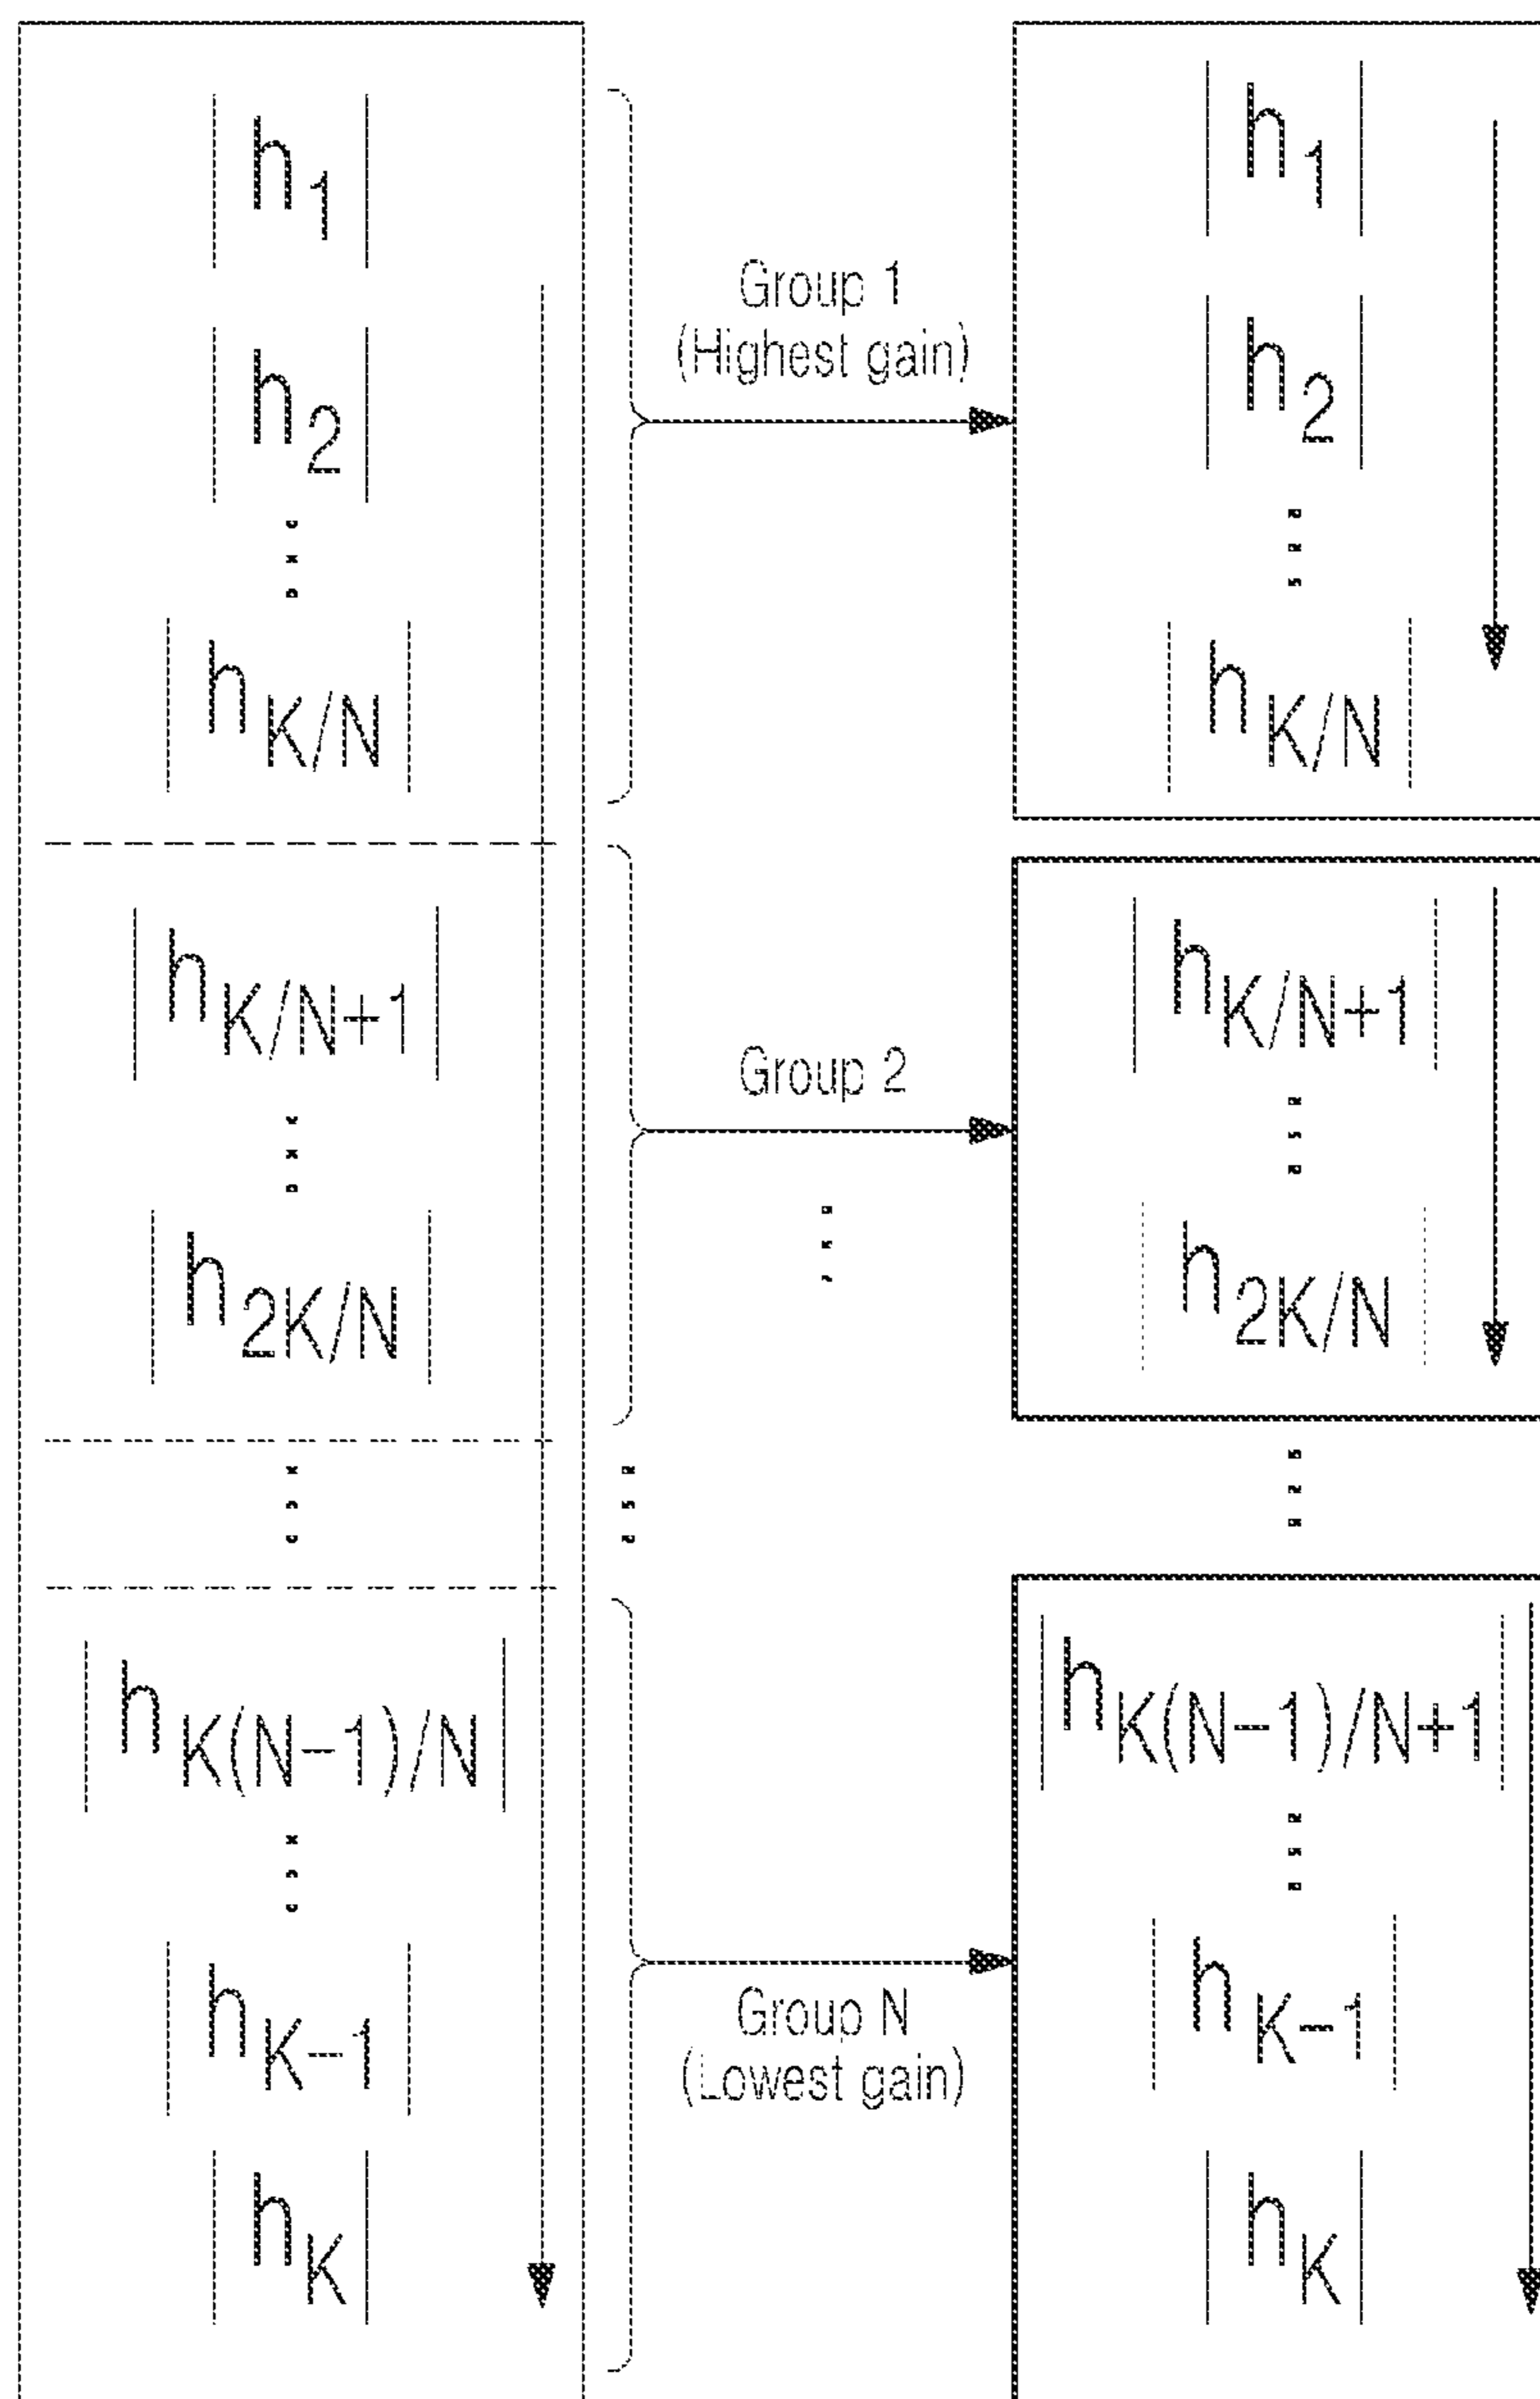 |h1|
|h2|
|hK/N|
|hK/N+1|
|h2K/N|
|hK(N-1)/N|
|hK-1|
|hK|
Group 1
(Highest gain)
Group 2
Group N
(Lowest gain)
|h1|
|h2|
|hK/N|
|hK/N+1|
|h2K/N|
|hK(N-1)/N+1|
|hK-1|
|hK|